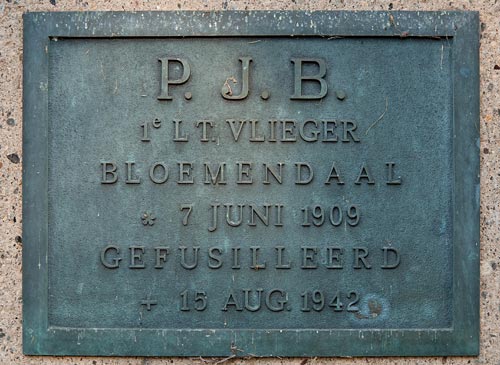 P. J. B.
1e LT. VLIEGER
BLOEMENDAAL
* 7 JUNI 1909
GEFUSILLEERD
+ 15 AUG. 1942